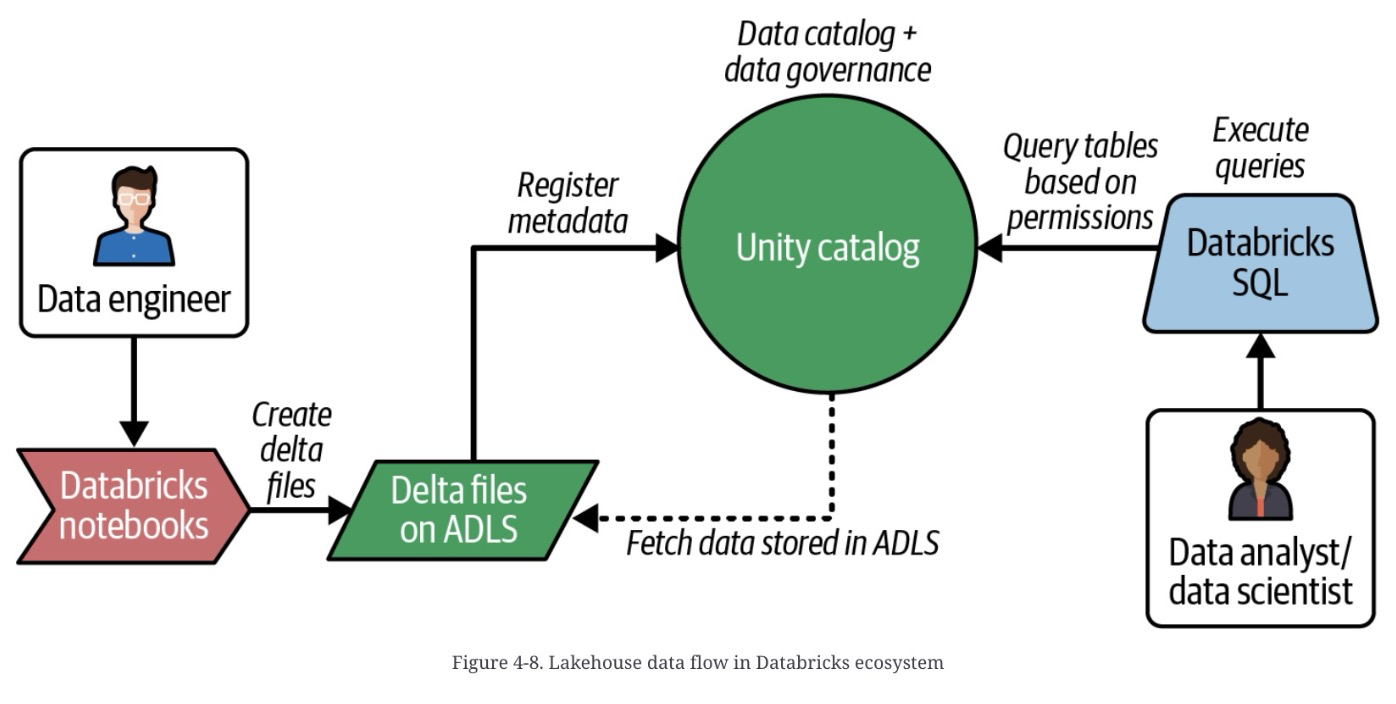 Data catalog +
data governance
Execute
queries
Query tables
based on
permissions
Register
metadata
Unity catalog
Databricks
SQL
Data engineer
Create
delta
files
Databricks
notebooks
Delta files
on ADLS
Fetch data stored in ADLS
Data analyst/
data scientist
Figure 4-8. Lakehouse data flow in Databricks ecosystem